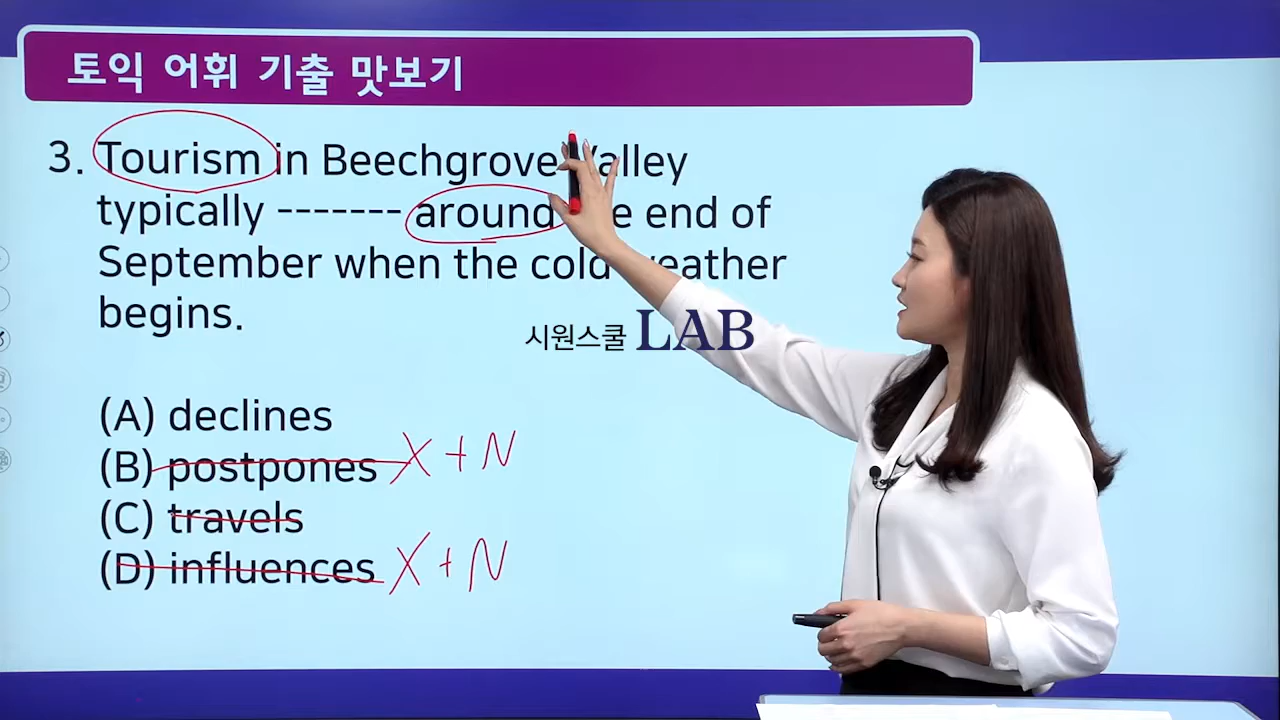 토익 어휘 기출 맛보기
3. Tourism in Beechgrove Valley
typically ------- around the end of
September when the cold weather
begins.
시원스쿨 LAB
(A) declines
(B) postpones X + N
(C) travels
(D) influences X + N